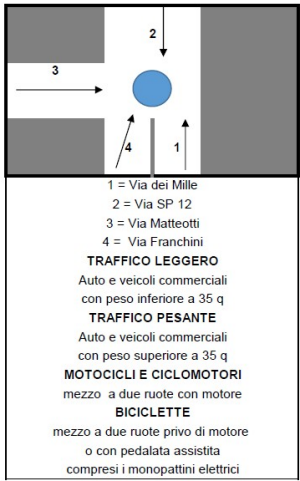 2
3
4
1
1 = Via dei Mille
2 = Via SP 12
3 = Via Matteotti
4 = Via Franchini
TRAFFICO LEGGERO
Auto e veicoli commerciali
con peso inferiore a 35 q
TRAFFICO PESANTE
Auto e veicoli commerciali
con peso superiore a 35 q
MOTOCICLI E CICLOMOTORI
mezzo a due ruote con motore
BICICLETTE
mezzo a due ruote privo di motore
o con pedalata assistita
compresi i monopattini elettrici